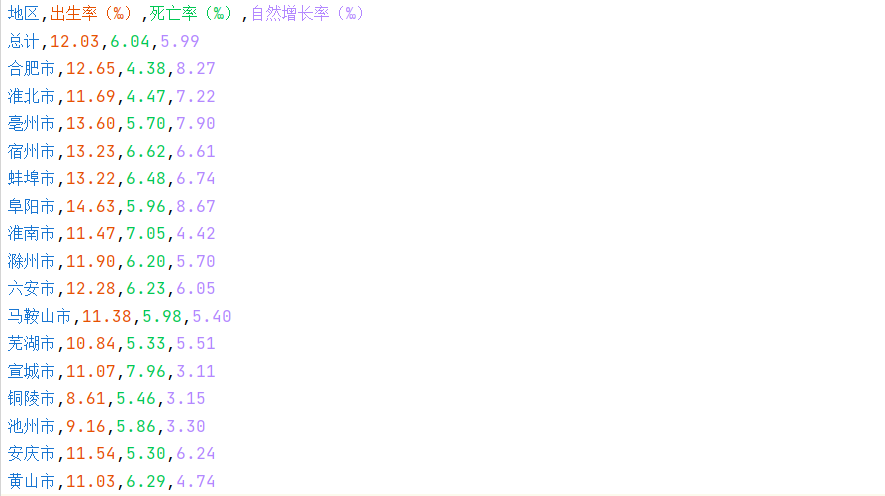 地区,出生率（‰）,死亡率（‰）,自然增长率（‰）
总计,12.03,6.04,5.99
合肥市,12.65,4.38,8.27
淮北市,11.69,4.47,7.22
亳州市,13.60,5.70,7.90
宿州市,13.23,6.62,6.61
蚌埠市,13.22,6.48,6.74
阜阳市,14.63,5.96,8.67
淮南市,11.47,7.05,4.42
滁州市,11.90,6.20,5.70
六安市,12.28,6.23,6.05
马鞍山市,11.38,5.98,5.40
芜湖市,10.84,5.33,5.51
宣城市,11.07,7.96,3.11
铜陵市,8.61,5.46,3.15
池州市,9.16,5.86,3.30
安庆市,11.54,5.30,6.24
黄山市,11.03,6.29,4.74